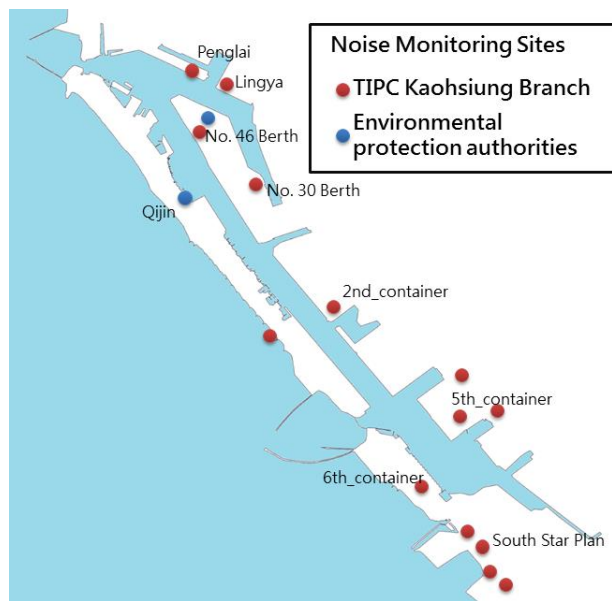 Noise Monitoring Sites
TIPC Kaohsiung Branch
Environmental
protection authorities
Penglai
Lingya
No. 46 Berth
No. 30 Berth
Qijin
2nd_container
5th_container
6th_container
South Star Plan